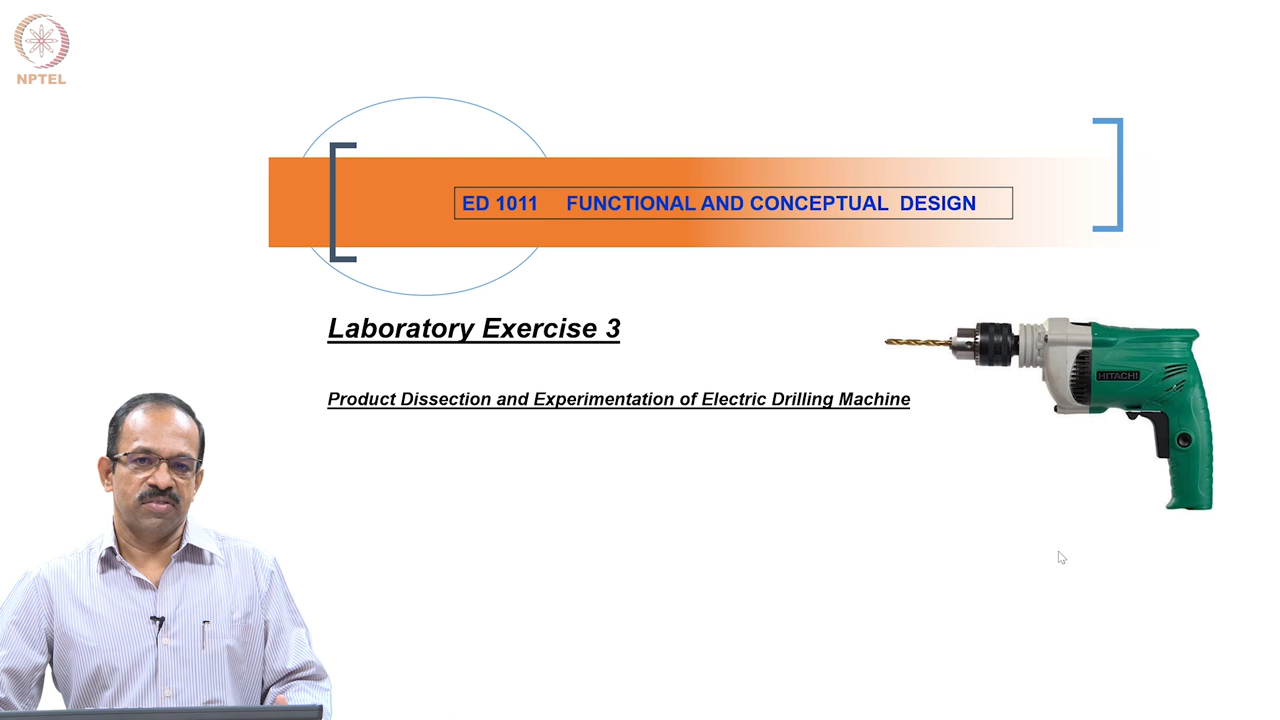 NPTEL
ED 1011 FUNCTIONAL AND CONCEPTUAL DESIGN
Laboratory Exercise 3
HITACHI
Product Dissection and Experimentation of Electric Drilling Machine